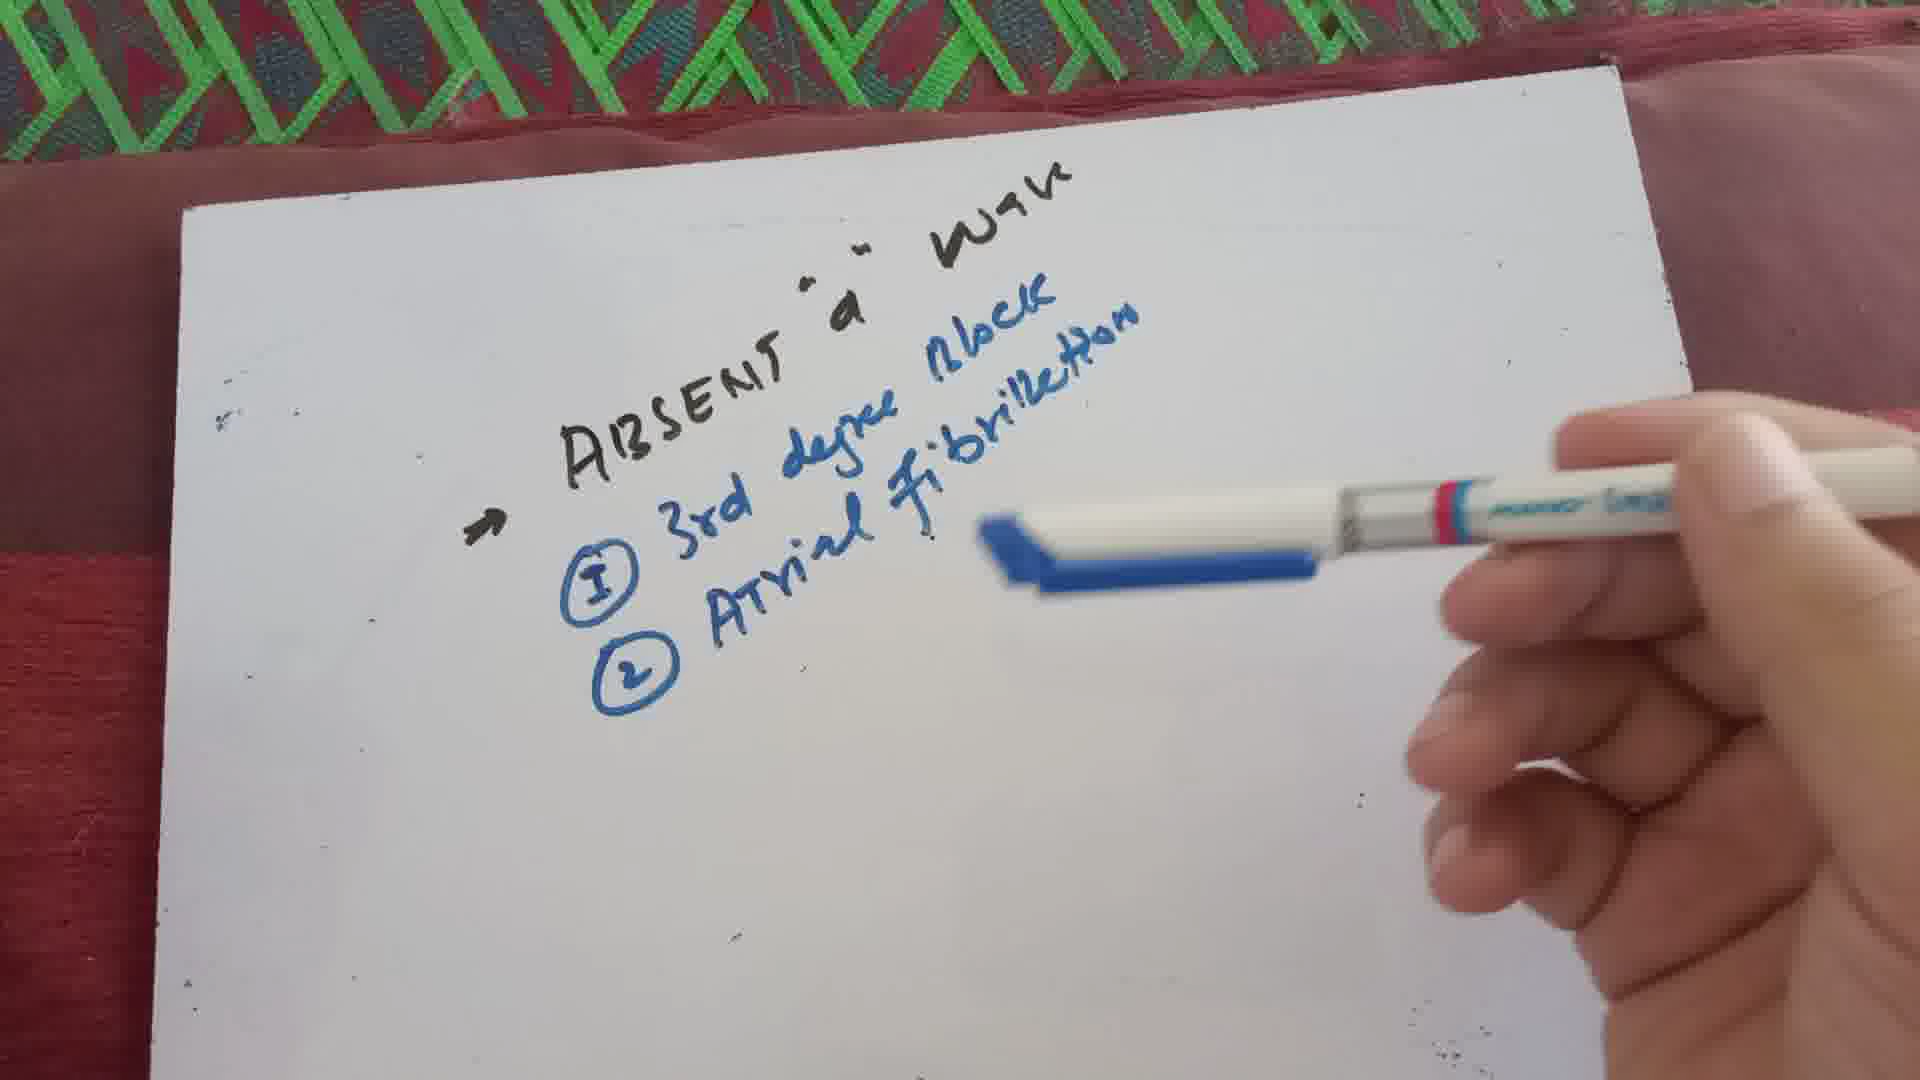 ABSENT "a" wave
→
① 3rd degree Block
② Atrial fibrillation